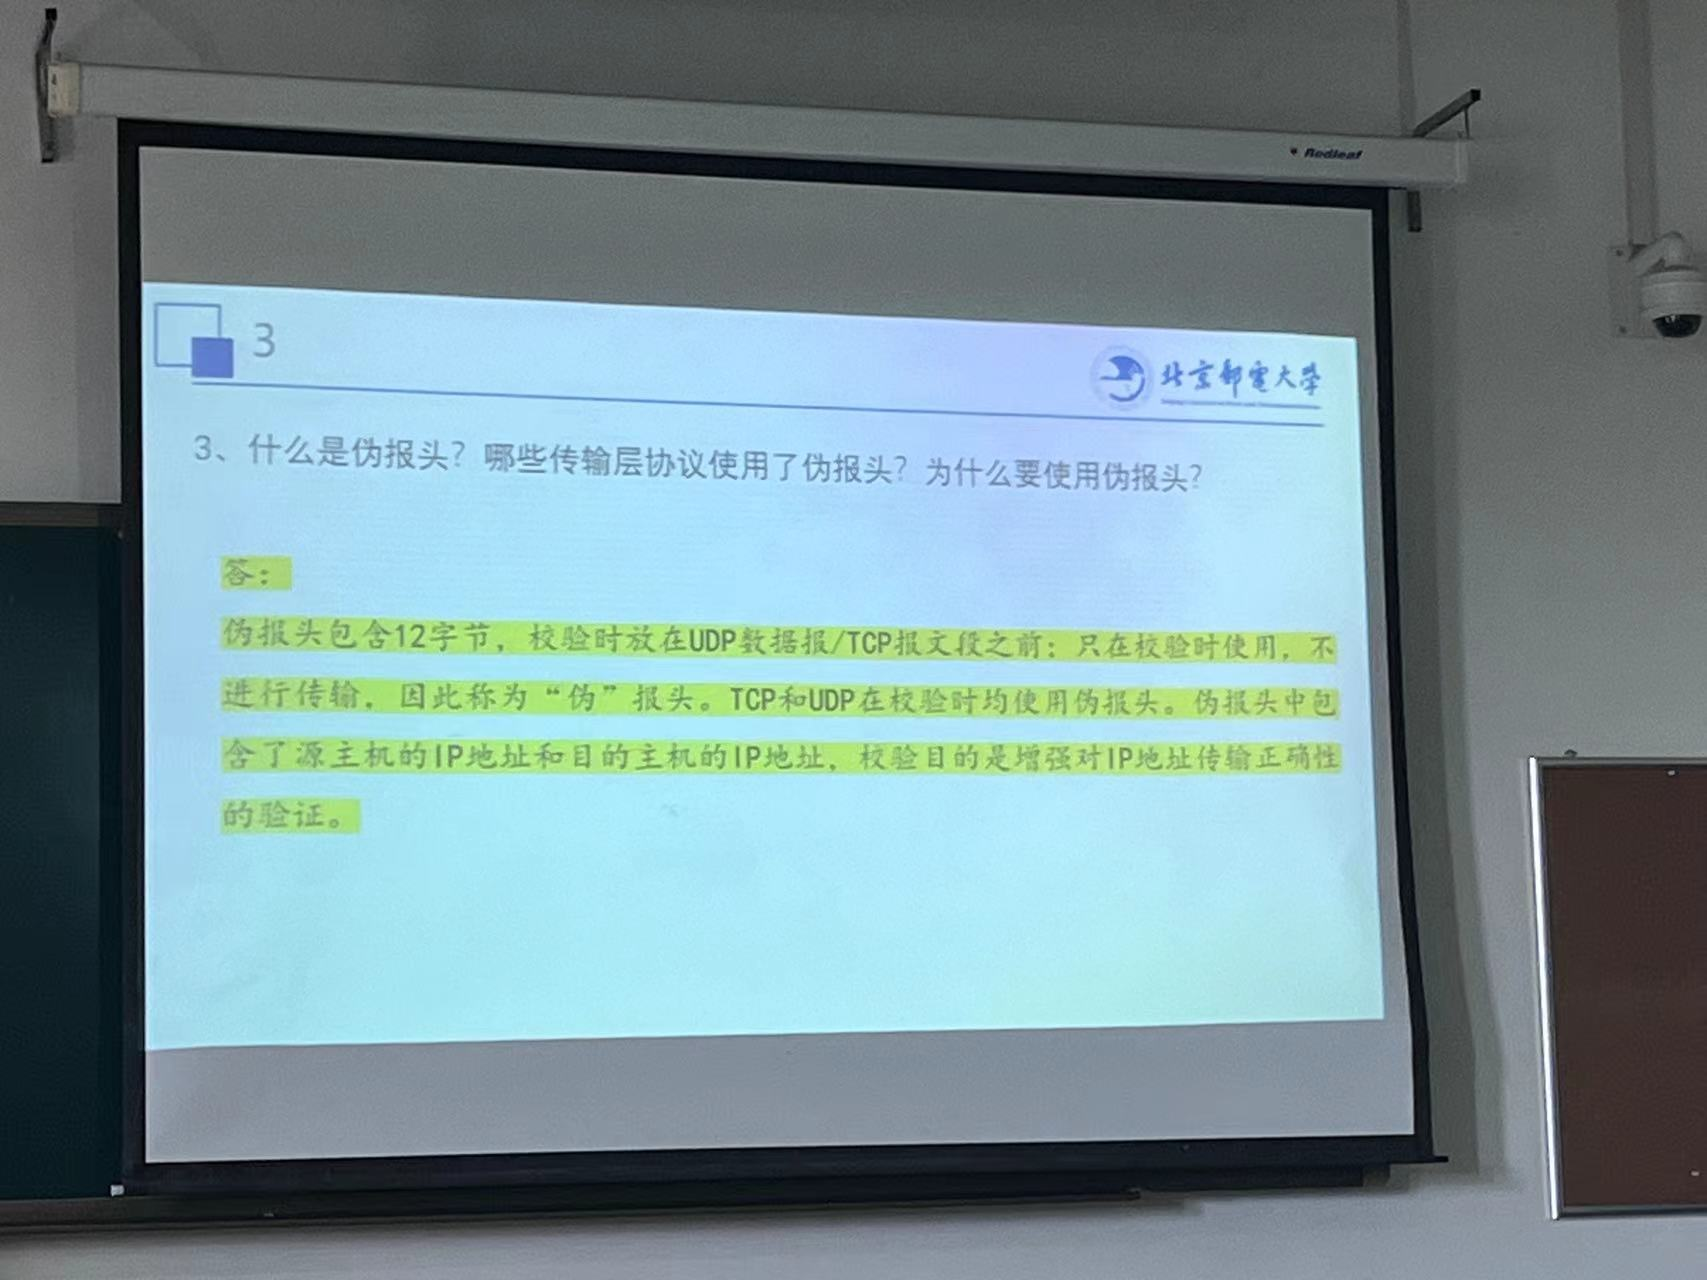 Redleaf
3
北京邮电大学
3、什么是伪报头？哪些传输层协议使用了伪报头？为什么要使用伪报头？
答：
伪报头包含12字节，校验时放在UDP数据报/TCP报文段之前；只在校验时使用，不
进行传输，因此称为“伪”报头。TCP和UDP在校验时均使用伪报头。伪报头中包
含了源主机的IP地址和目的主机的IP地址，校验目的是增强对IP地址传输正确性
的验证。